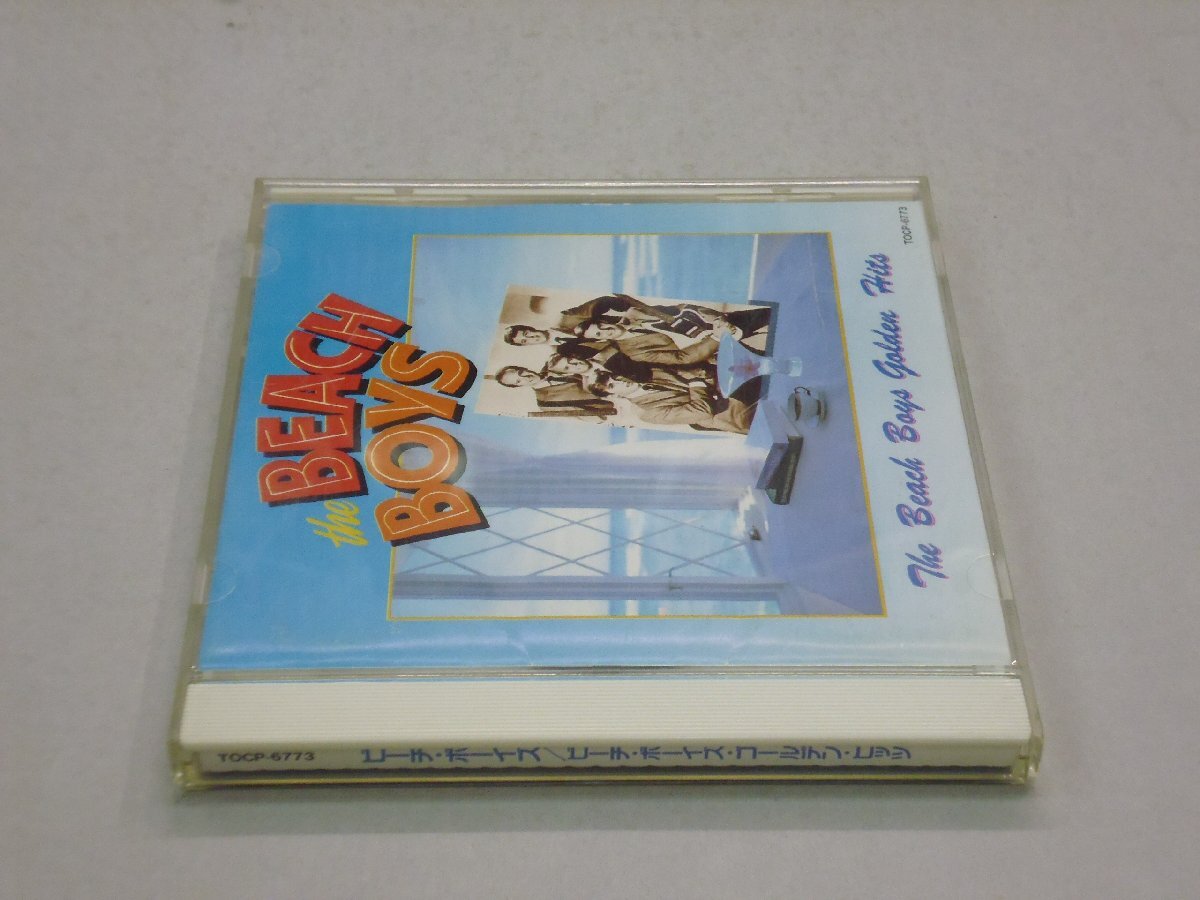 the
BEACH
BOYS
The Beach Boys Golden Hits
TOCP-6773
TOCP-6773 ビーチ・ボーイズ/ビーチ・ボーイズ・ゴールデン・ヒッツ